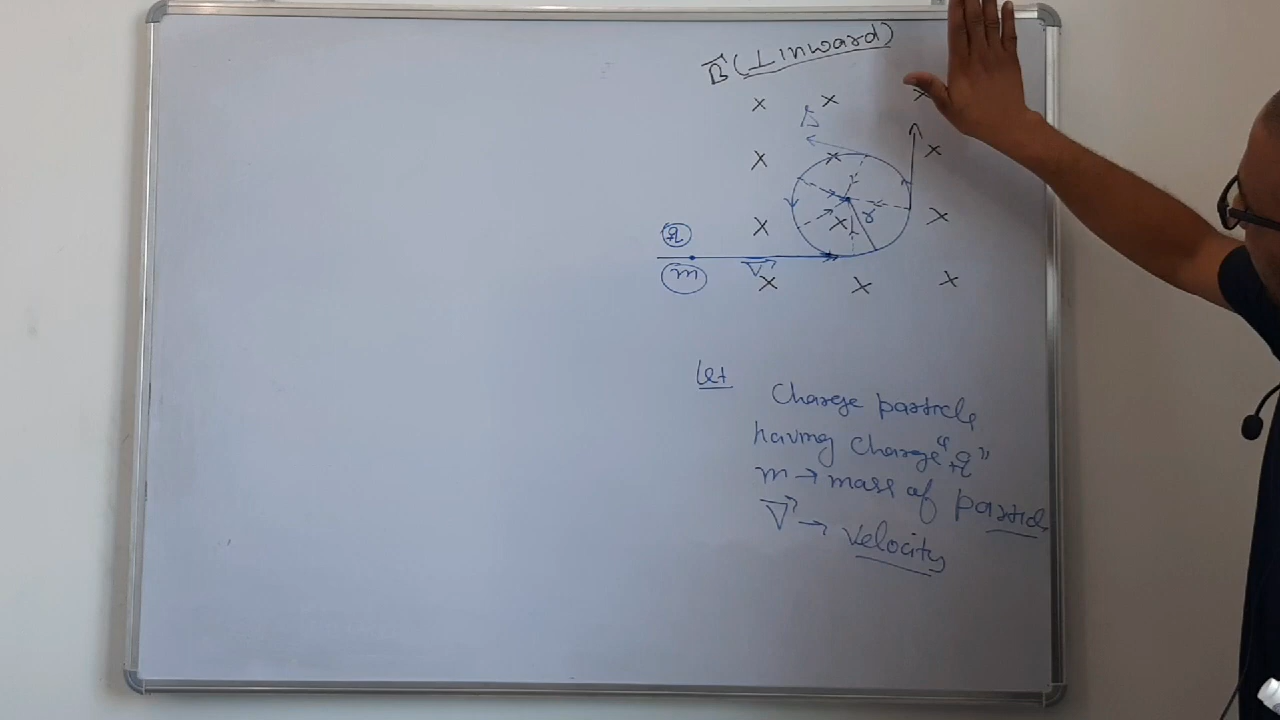 B (⊥ inward)
x x x
x x x
x x x
x x x
r
q
m
V
Let
Charge particle
having charge "+q"
m → mass of particle
V → Velocity